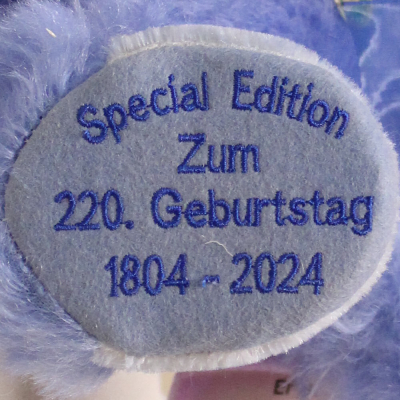 Special Edition
Zum
220. Geburtstag
1804 - 2024